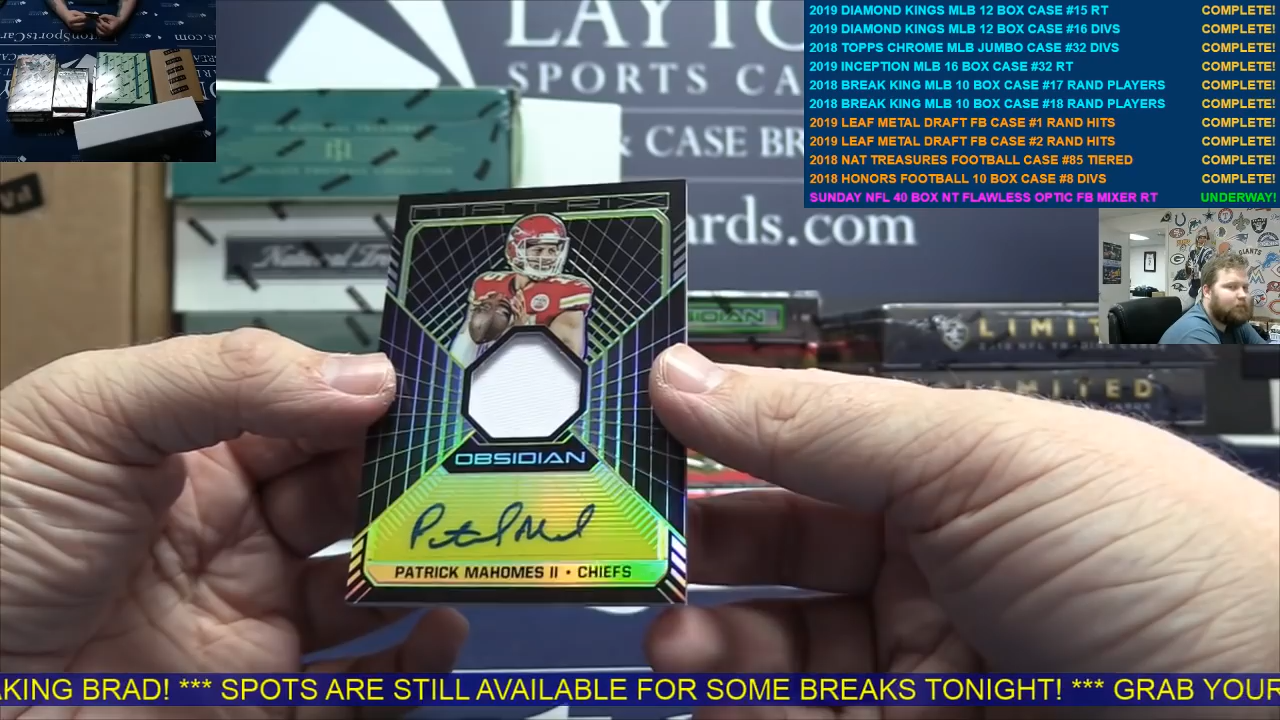 2019 DIAMOND KINGS MLB 12 BOX CASE #15 RT COMPLETE!
2019 DIAMOND KINGS MLB 12 BOX CASE #16 DIVS COMPLETE!
2018 TOPPS CHROME MLB JUMBO CASE #32 DIVS COMPLETE!
2019 INCEPTION MLB 16 BOX CASE #32 RT COMPLETE!
2018 BREAK KING MLB 10 BOX CASE #17 RAND PLAYERS COMPLETE!
2018 BREAK KING MLB 10 BOX CASE #18 RAND PLAYERS COMPLETE!
2019 LEAF METAL DRAFT FB CASE #1 RAND HITS COMPLETE!
2019 LEAF METAL DRAFT FB CASE #2 RAND HITS COMPLETE!
2018 NAT TREASURES FOOTBALL CASE #85 TIERED COMPLETE!
2018 HONORS FOOTBALL 10 BOX CASE #8 DIVS COMPLETE!
SUNDAY NFL 40 BOX NT FLAWLESS OPTIC FB MIXER RT UNDERWAY!
LAYTO
SPORTS CA
& CASE BR
rds.com
MATRIX
OBSIDIAN
PATRICK MAHOMES II • CHIEFS
LIMIT
LIMITED
AKING BRAD! *** SPOTS ARE STILL AVAILABLE FOR SOME BREAKS TONIGHT! *** GRAB YOUR